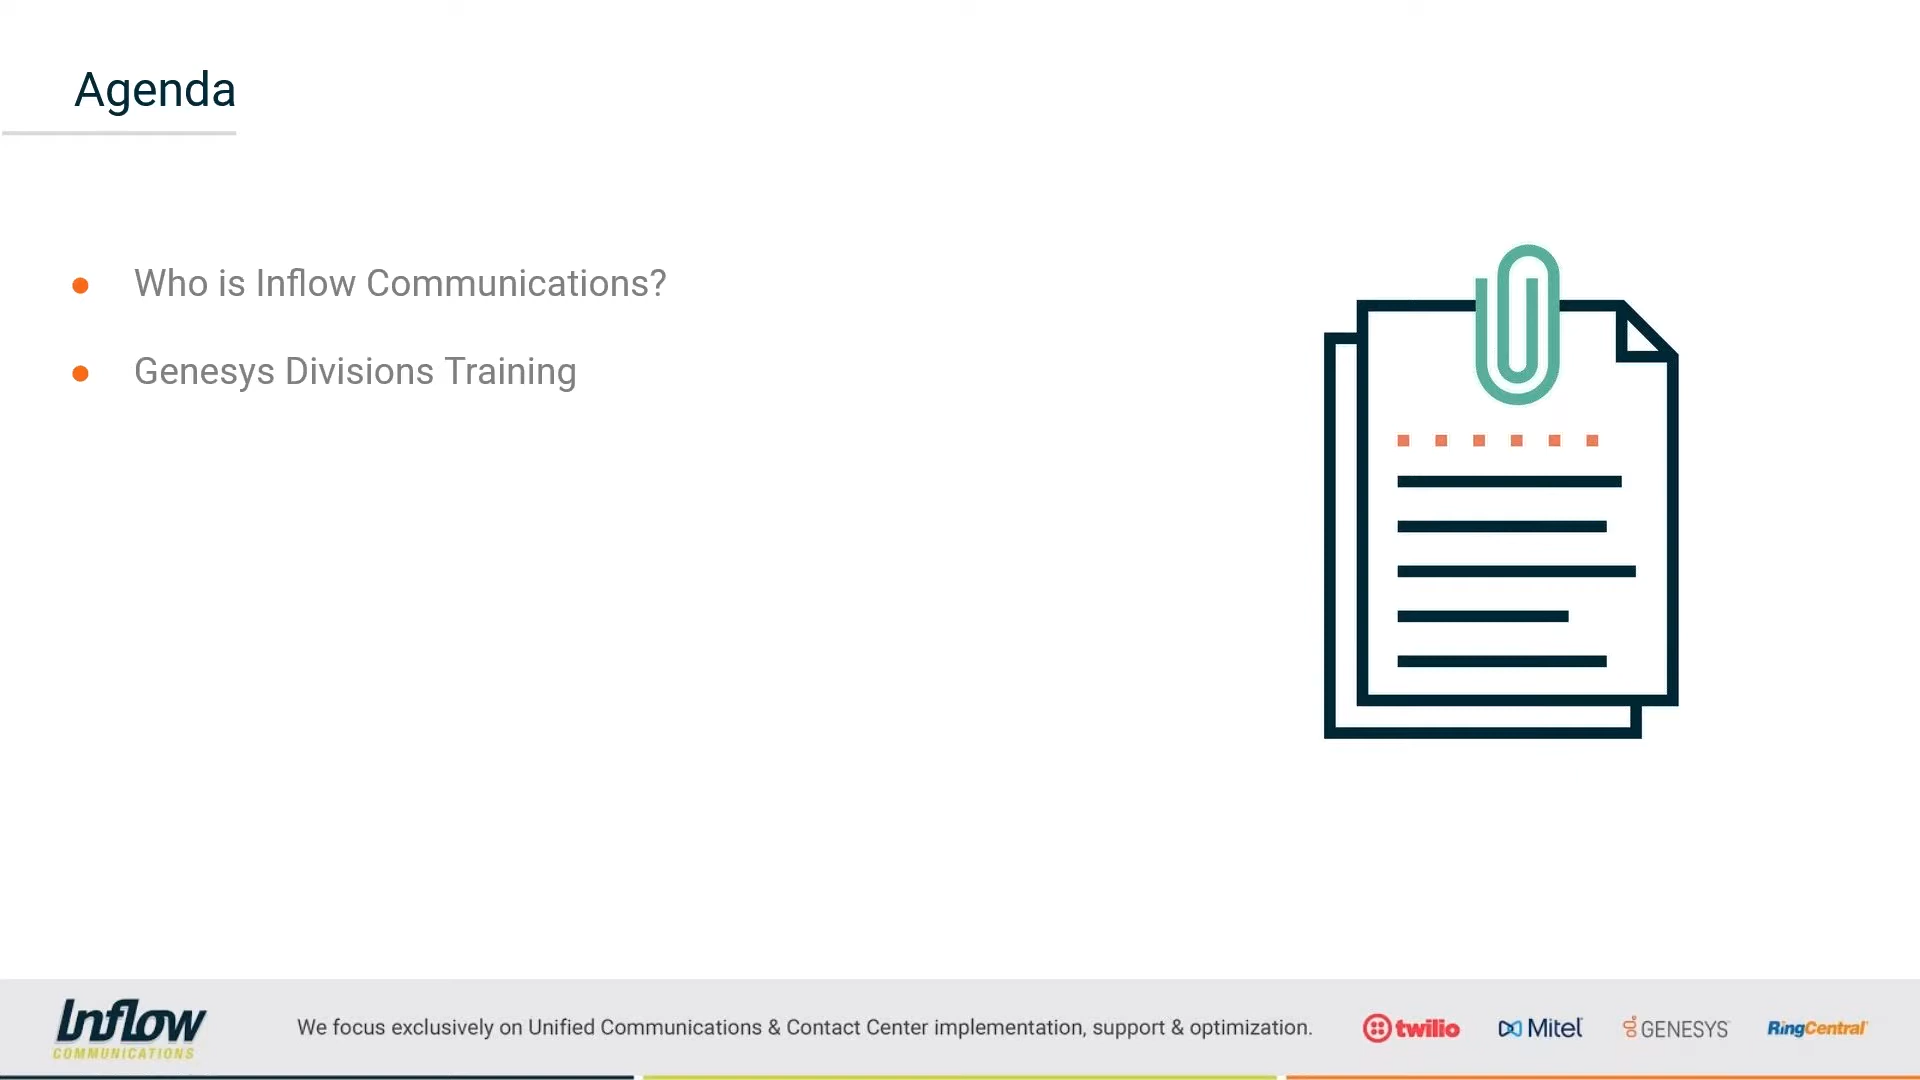 Agenda
Who is Inflow Communications?
Genesys Divisions Training
Inflow
COMMUNICATIONS
We focus exclusively on Unified Communications & Contact Center implementation, support & optimization.
twilio
Mitel
GENESYS
RingCentral